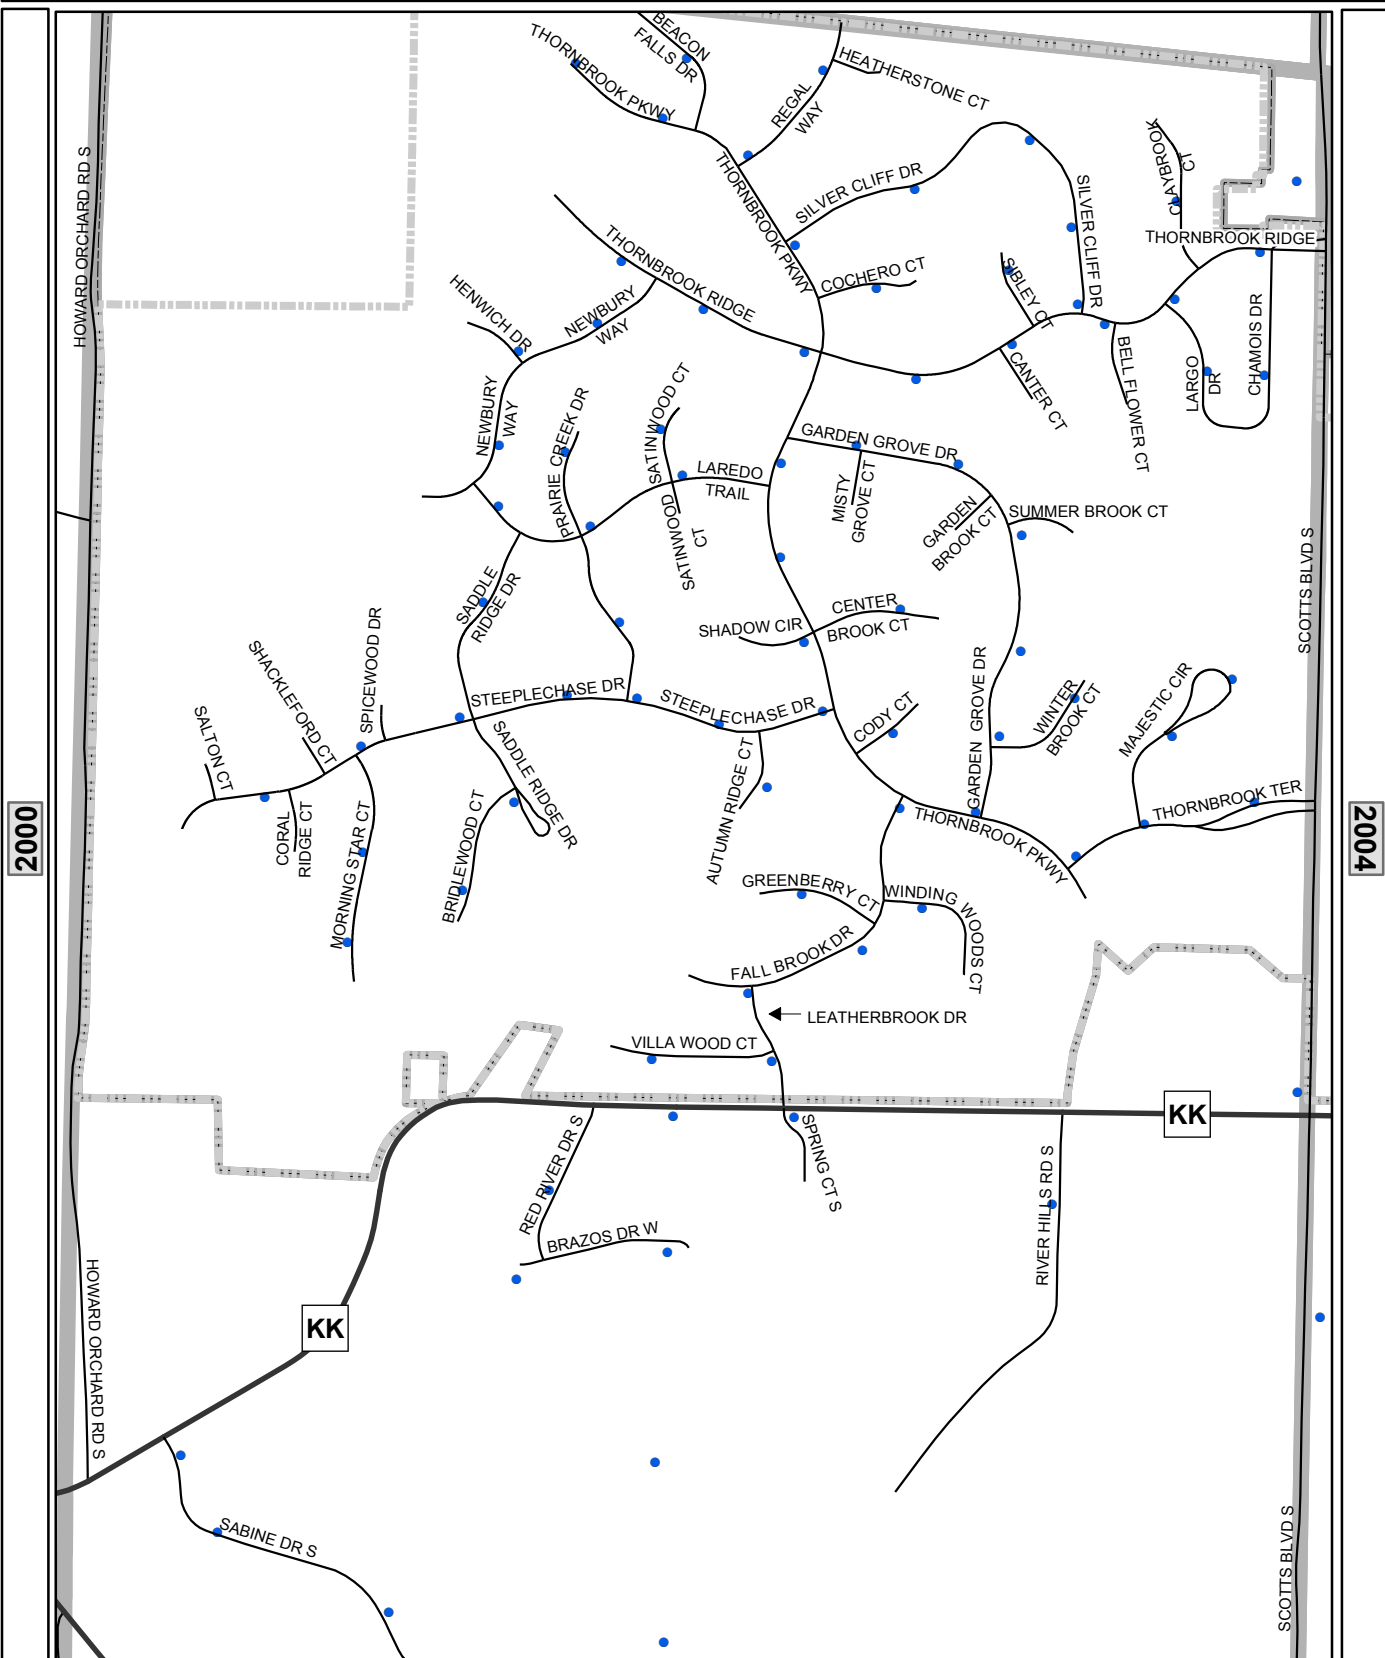 BEACON
FALLS DR
THORNBROOK PKWY
HEATHERSTONE CT
REGAL
WAY
CLAYBROOK
CT
HOWARD ORCHARD RD S
THORNBROOK PKWY
SILVER CLIFF DR
SILVER CLIFF DR
THORNBROOK RIDGE
THORNBROOK RIDGE
COCHERO CT
SIBLEY CT
HENWICH DR
NEWBURY
WAY
CHAMOIS DR
LARGO
DR
BELL FLOWER CT
CANTER CT
NEWBURY
WAY
PRAIRIE CREEK DR
SATINWOOD CT
LAREDO
TRAIL
SATINWOOD
CT
GARDEN GROVE DR
MISTY
GROVE CT
GARDEN
BROOK CT
SUMMER BROOK CT
SCOTTS BLVD S
SADDLE
RIDGE DR
SHADOW CIR
CENTER
BROOK CT
SHACKLEFORD CT
SPICEWOOD DR
STEEPLECHASE DR
STEEPLECHASE DR
GARDEN GROVE DR
WINTER
BROOK CT
MAJESTIC CIR
SALTON CT
SADDLE RIDGE DR
CODY CT
AUTUMN RIDGE CT
THORNBROOK TER
2000
2004
CORAL
RIDGE CT
MORNING STAR CT
BRIDLEWOOD CT
THORNBROOK PKWY
GREENBERRY CT
WINDING WOODS CT
FALL BROOK DR
LEATHERBROOK DR
VILLA WOOD CT
KK
RED RIVER DR S
SPRING CT S
RIVER HILLS RD S
BRAZOS DR W
HOWARD ORCHARD RD S
KK
SABINE DR S
SCOTTS BLVD S